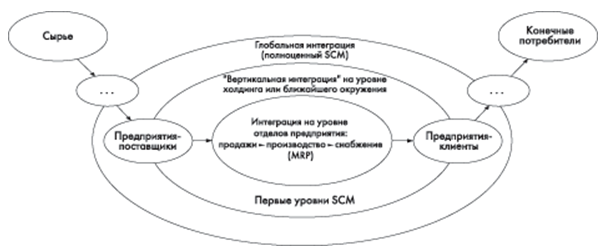 Сырье
Конечные
потребители
Глобальная интеграция
(полноценный SCM)
. . .
. . .
"Вертикальная интеграция" на уровне
холдинга или ближайшего окружения
Предприятия-
поставщики
Интеграция на уровне
отделов предприятия:
продажи ← производство ← снабжение
(MRP)
Предприятия-
клиенты
Первые уровни SCM